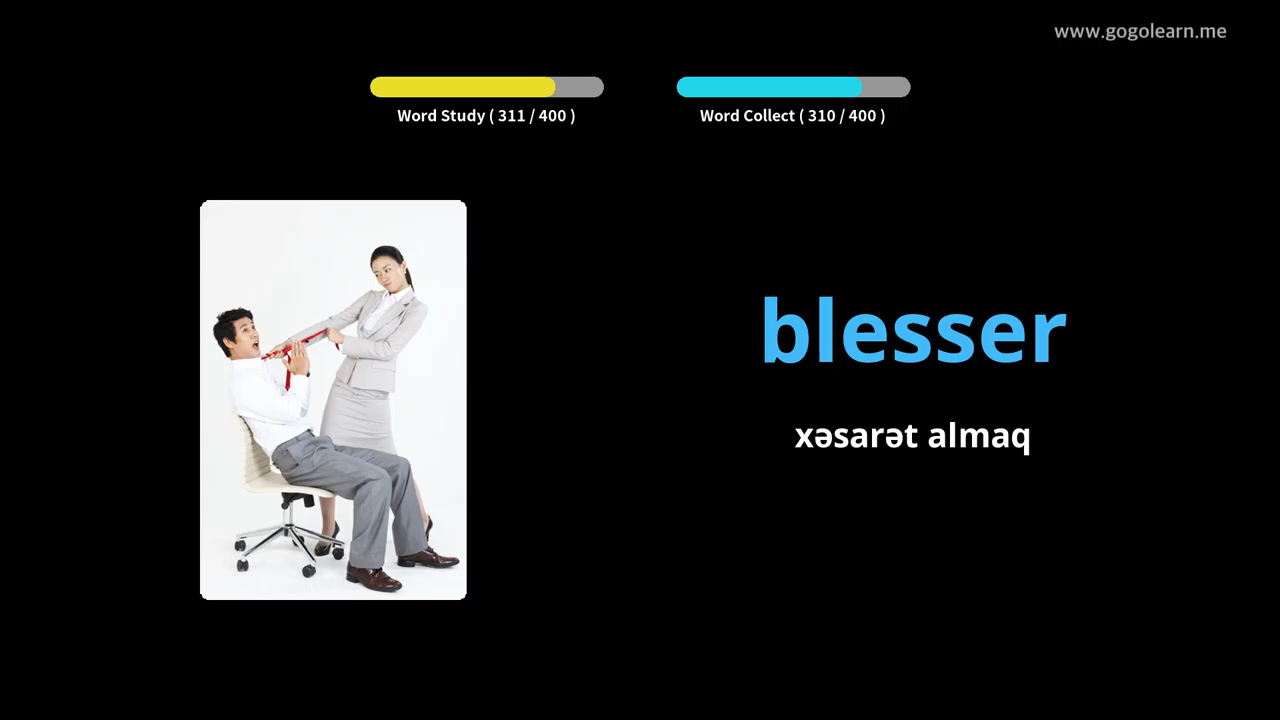 www.gogolearn.me
Word Study ( 311 / 400 )
Word Collect ( 310 / 400 )
blesser
xəsarət almaq